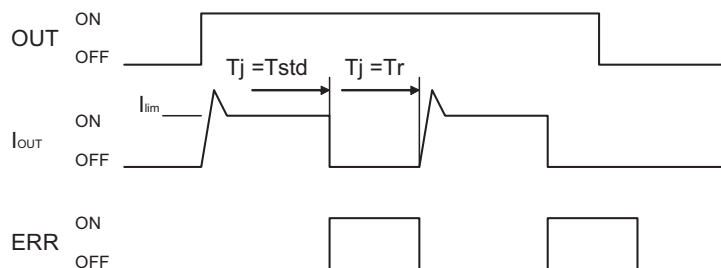 OUT
ON
OFF
Tj =Tstd
Tj =Tr
Ilim
IOUT
ON
OFF
ERR
ON
OFF